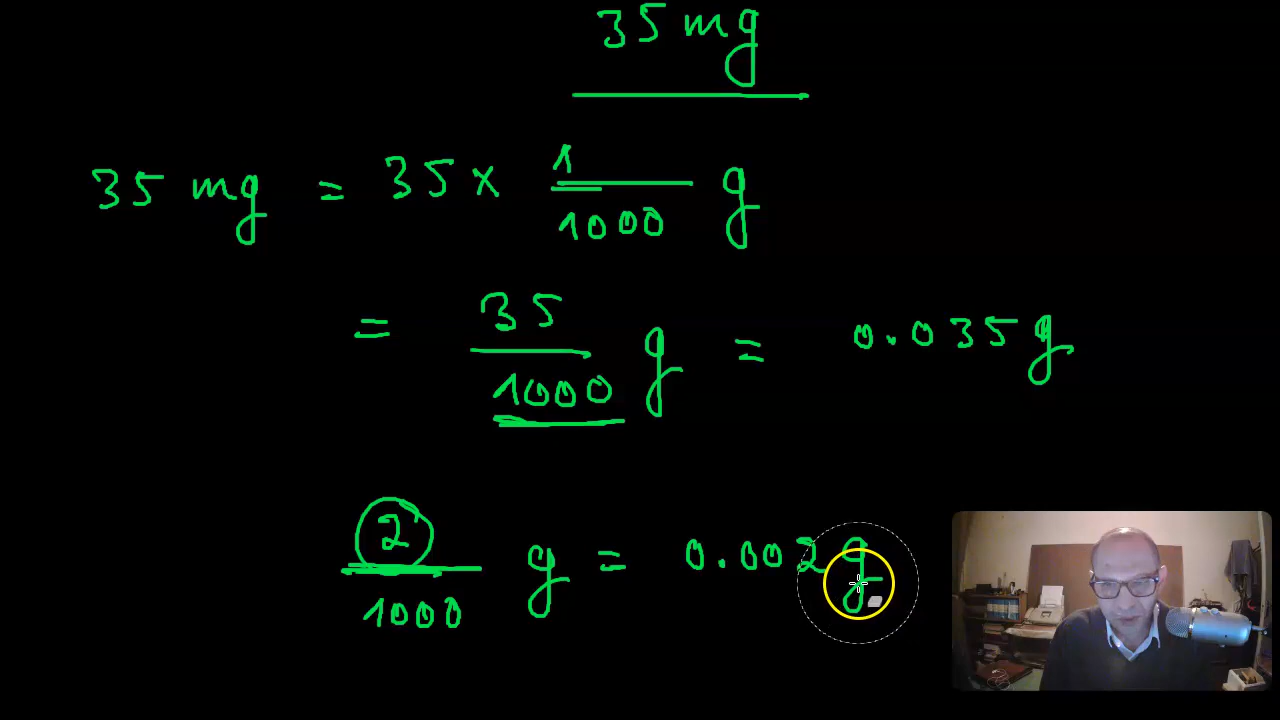 35 mg
35 mg = 35 × 1/1000 g
= 35/1000 g = 0.035 g
2/1000 g = 0.002 g